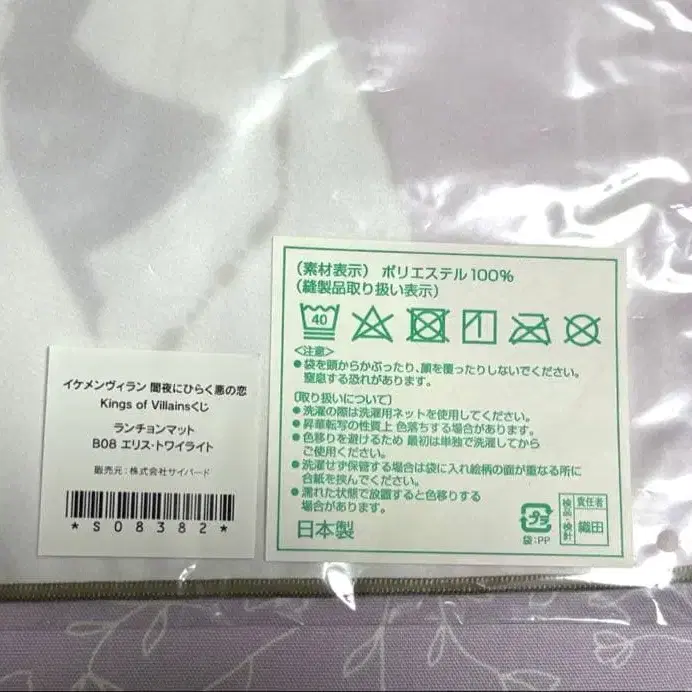 イケメンヴィラン 闇夜にひらく悪の恋
Kings of Villainsくじ
ランチョンマット
B08 エリス・トワイライト
販売元：株式会社サイバード
*S08382*
（素材表示） ポリエステル100%
（縫製品取り扱い表示）
40
<注意>
●袋を頭からかぶったり、顔を覆ったりしないでください。
窒息する恐れがあります。
〔取り扱いについて〕
●洗濯の際は洗濯用ネットを使用してください。
●昇華転写の性質上 色落ちする場合があります。
●色移りを避けるため 最初は単独で洗濯してから
ご使用ください。
●洗濯せず保管する場合は袋に入れ絵柄の面が重なる所に
合紙を挟んでください。
●濡れた状態で放置すると色移りする
場合があります。
日本製
プラ
袋：PP
検品・検針
責任者
織田